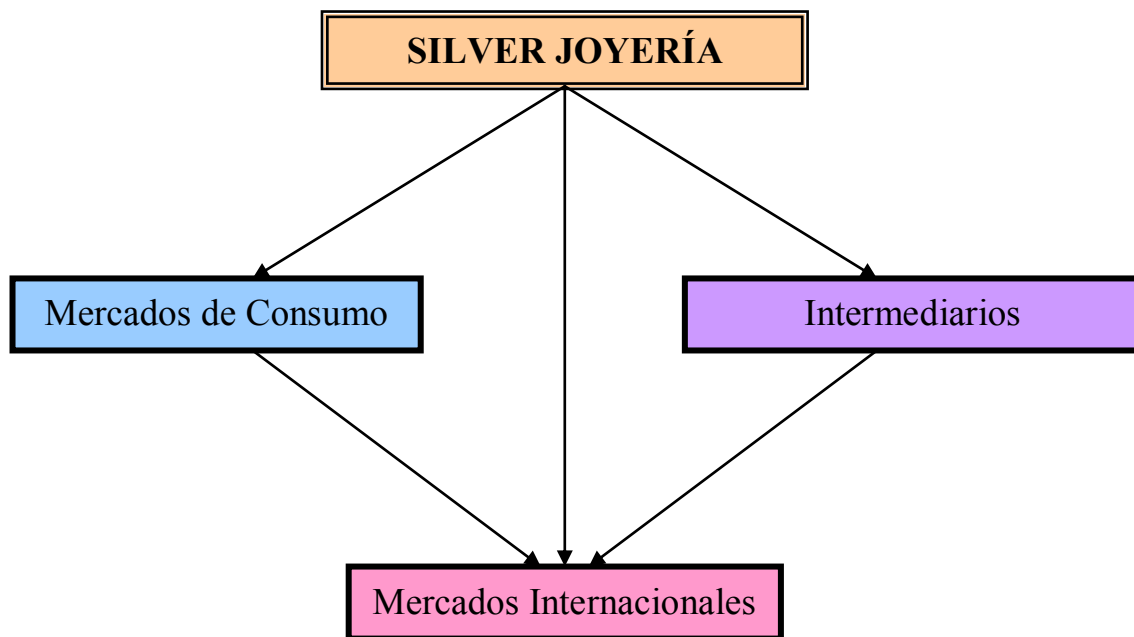 SILVER JOYERÍA
Mercados de Consumo
Intermediarios
Mercados Internacionales